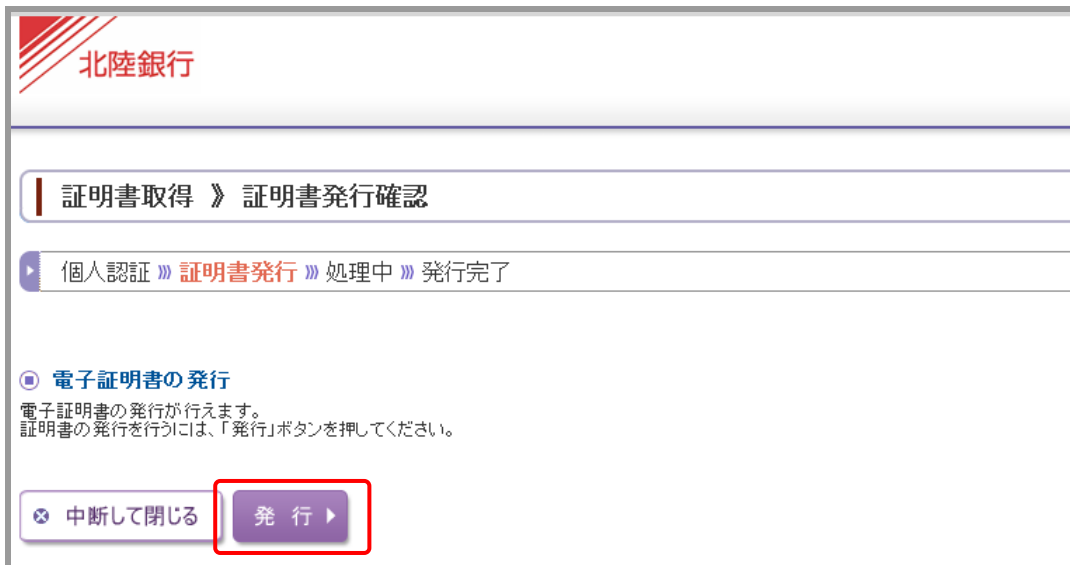 北陸銀行
証明書取得 》 証明書発行確認
個人認証 》》 証明書発行 》》 処理中 》》 発行完了
電子証明書の発行
電子証明書の発行が行えます。
証明書の発行を行うには、「発行」ボタンを押してください。
中断して閉じる 発 行